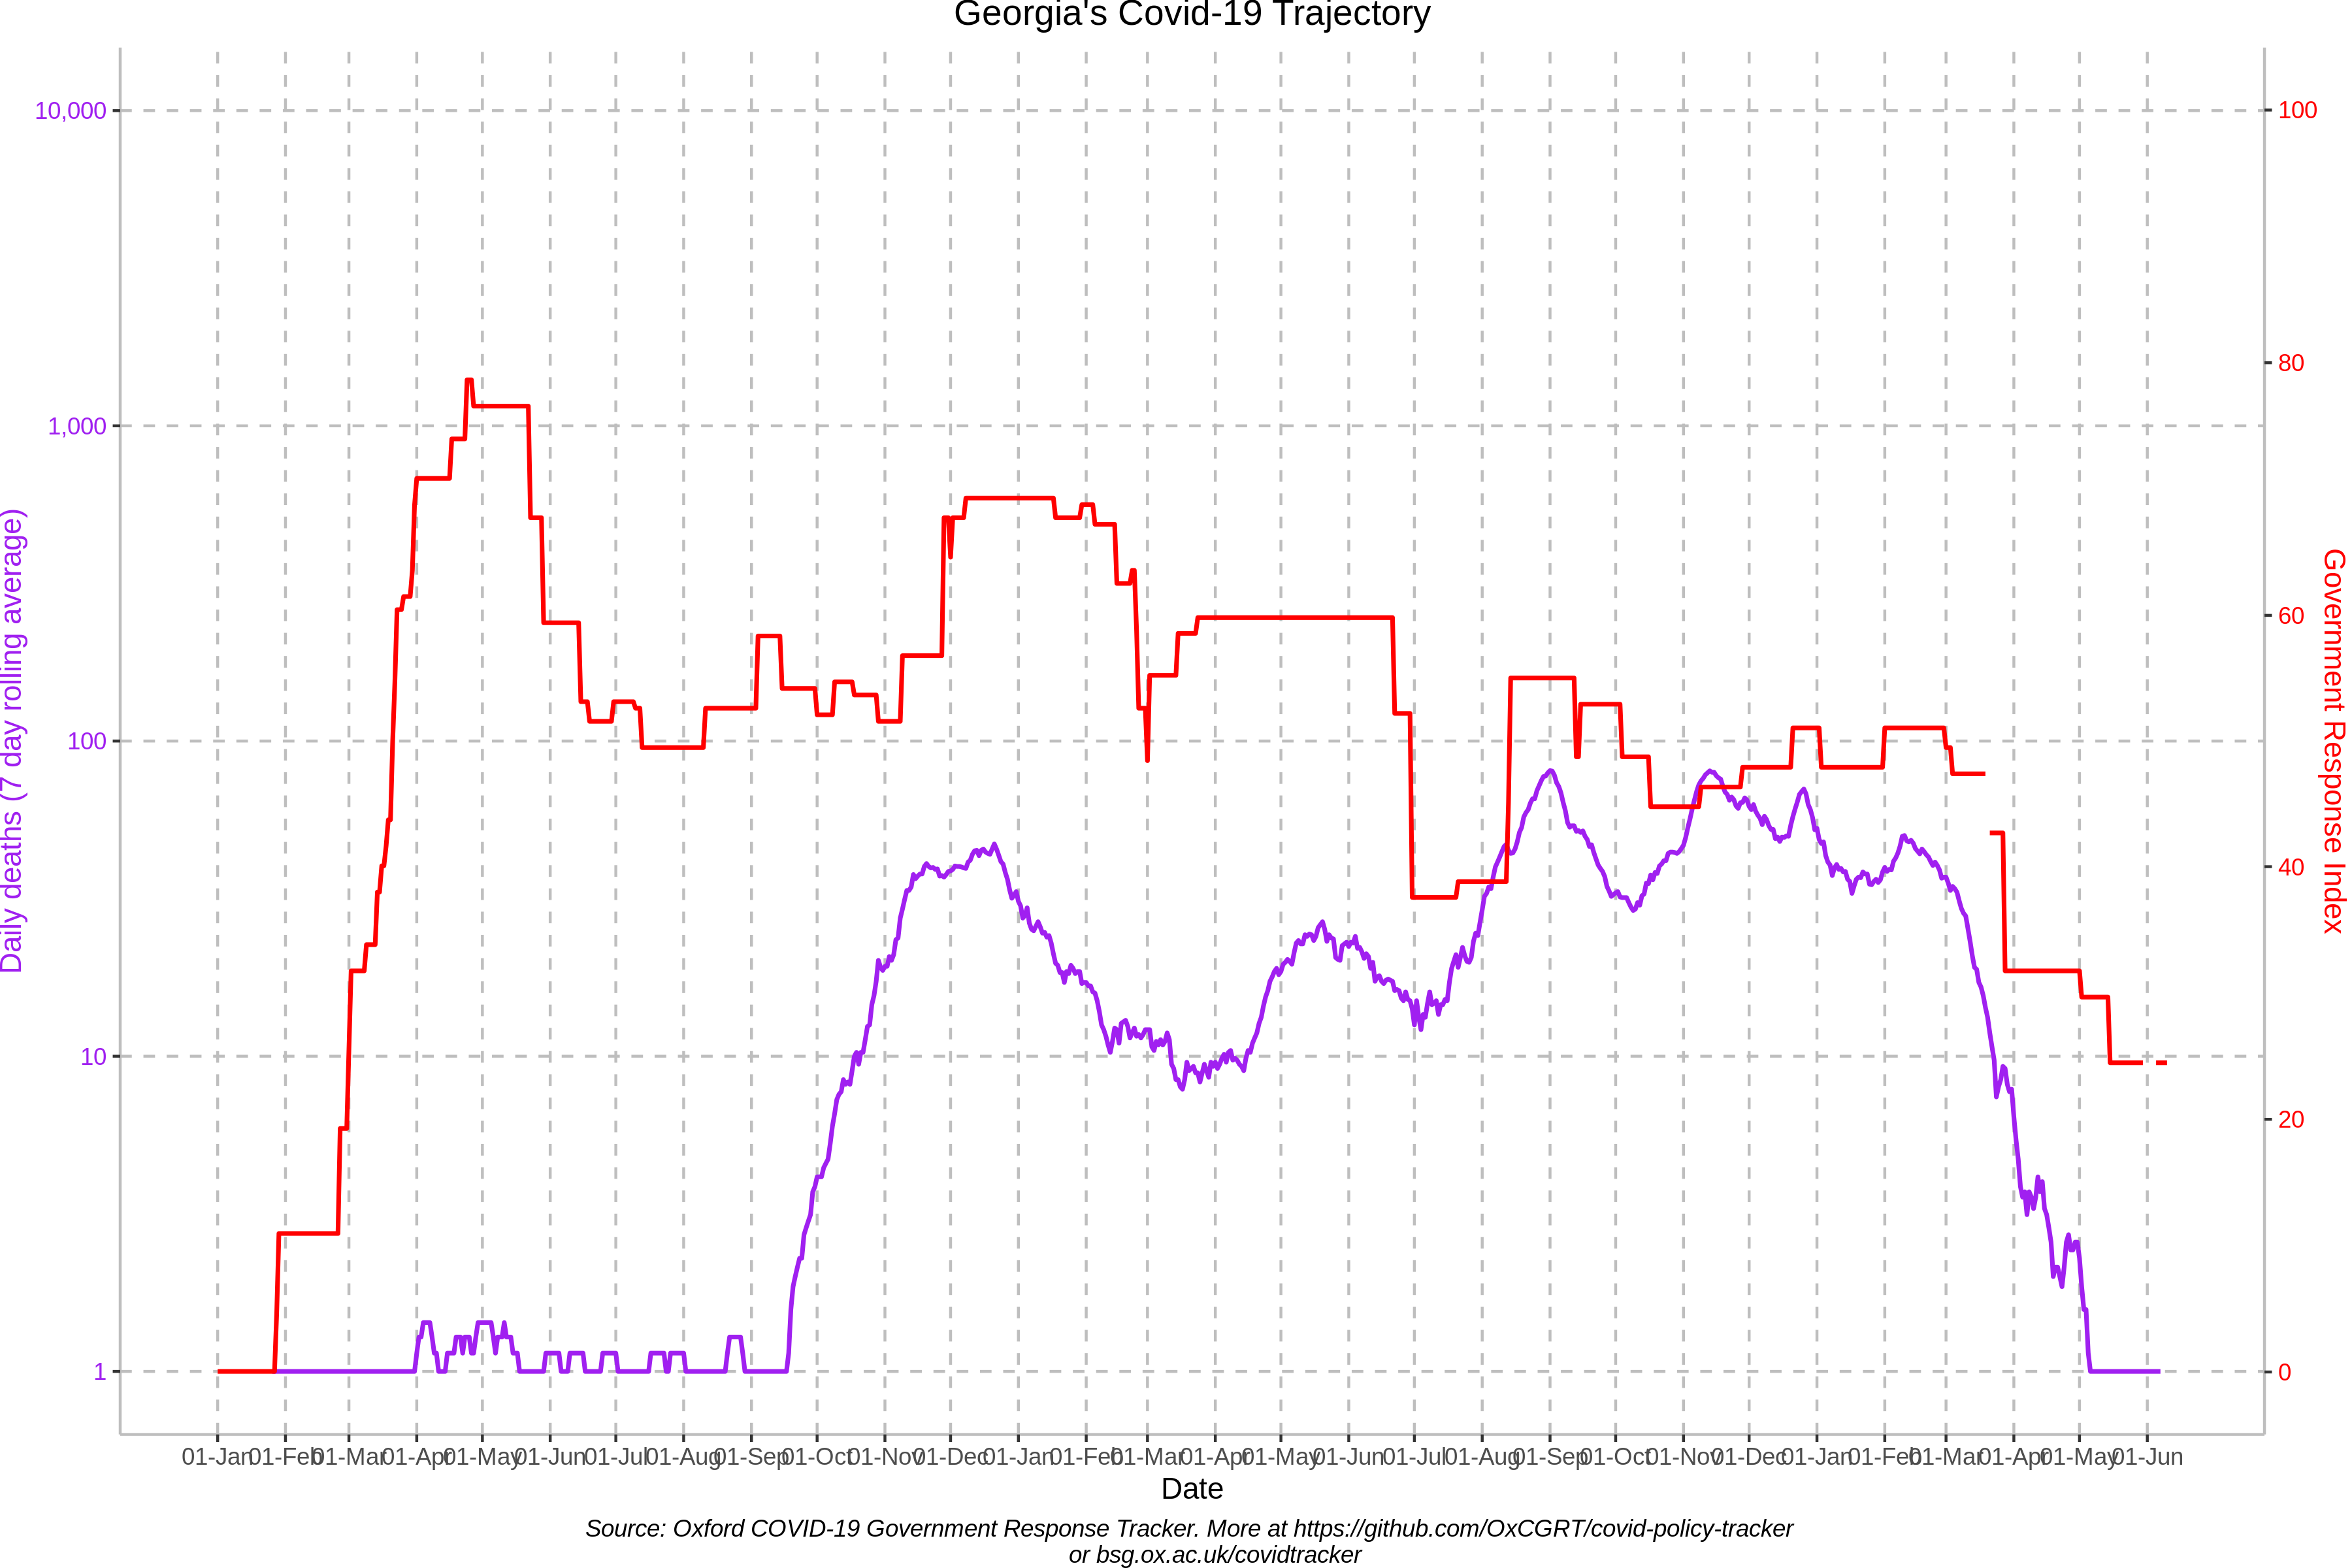 Georgia's Covid-19 Trajectory
10,000
1,000
100
10
1
Daily deaths (7 day rolling average)
100
80
60
40
20
0
Government Response Index
01-Jan 01-Feb 01-Mar 01-Apr 01-May 01-Jun 01-Jul 01-Aug 01-Sep 01-Oct 01-Nov 01-Dec 01-Jan 01-Feb 01-Mar 01-Apr 01-May 01-Jun 01-Jul 01-Aug 01-Sep 01-Oct 01-Nov 01-Dec 01-Jan 01-Feb 01-Mar 01-Apr 01-May 01-Jun
Date
Source: Oxford COVID-19 Government Response Tracker. More at https://github.com/OxCGRT/covid-policy-tracker
or bsg.ox.ac.uk/covidtracker